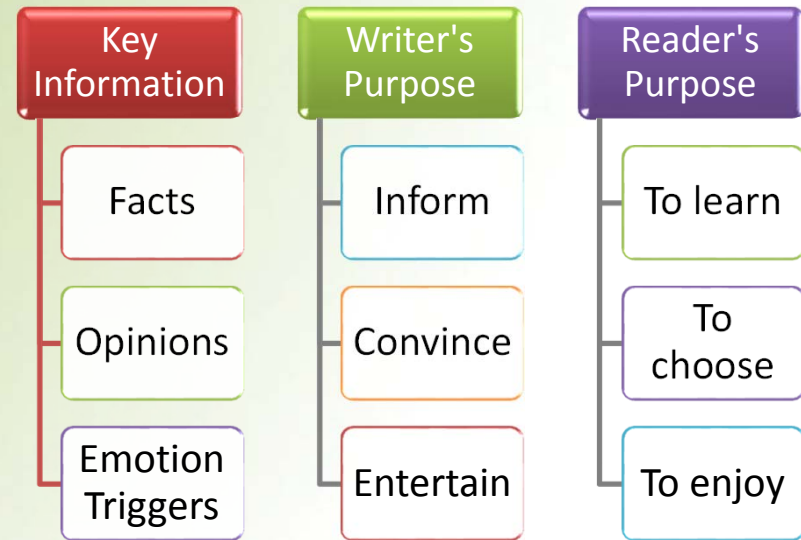 Key
Information
Facts
Opinions
Emotion
Triggers
Writer's
Purpose
Inform
Convince
Entertain
Reader's
Purpose
To learn
To
choose
To enjoy